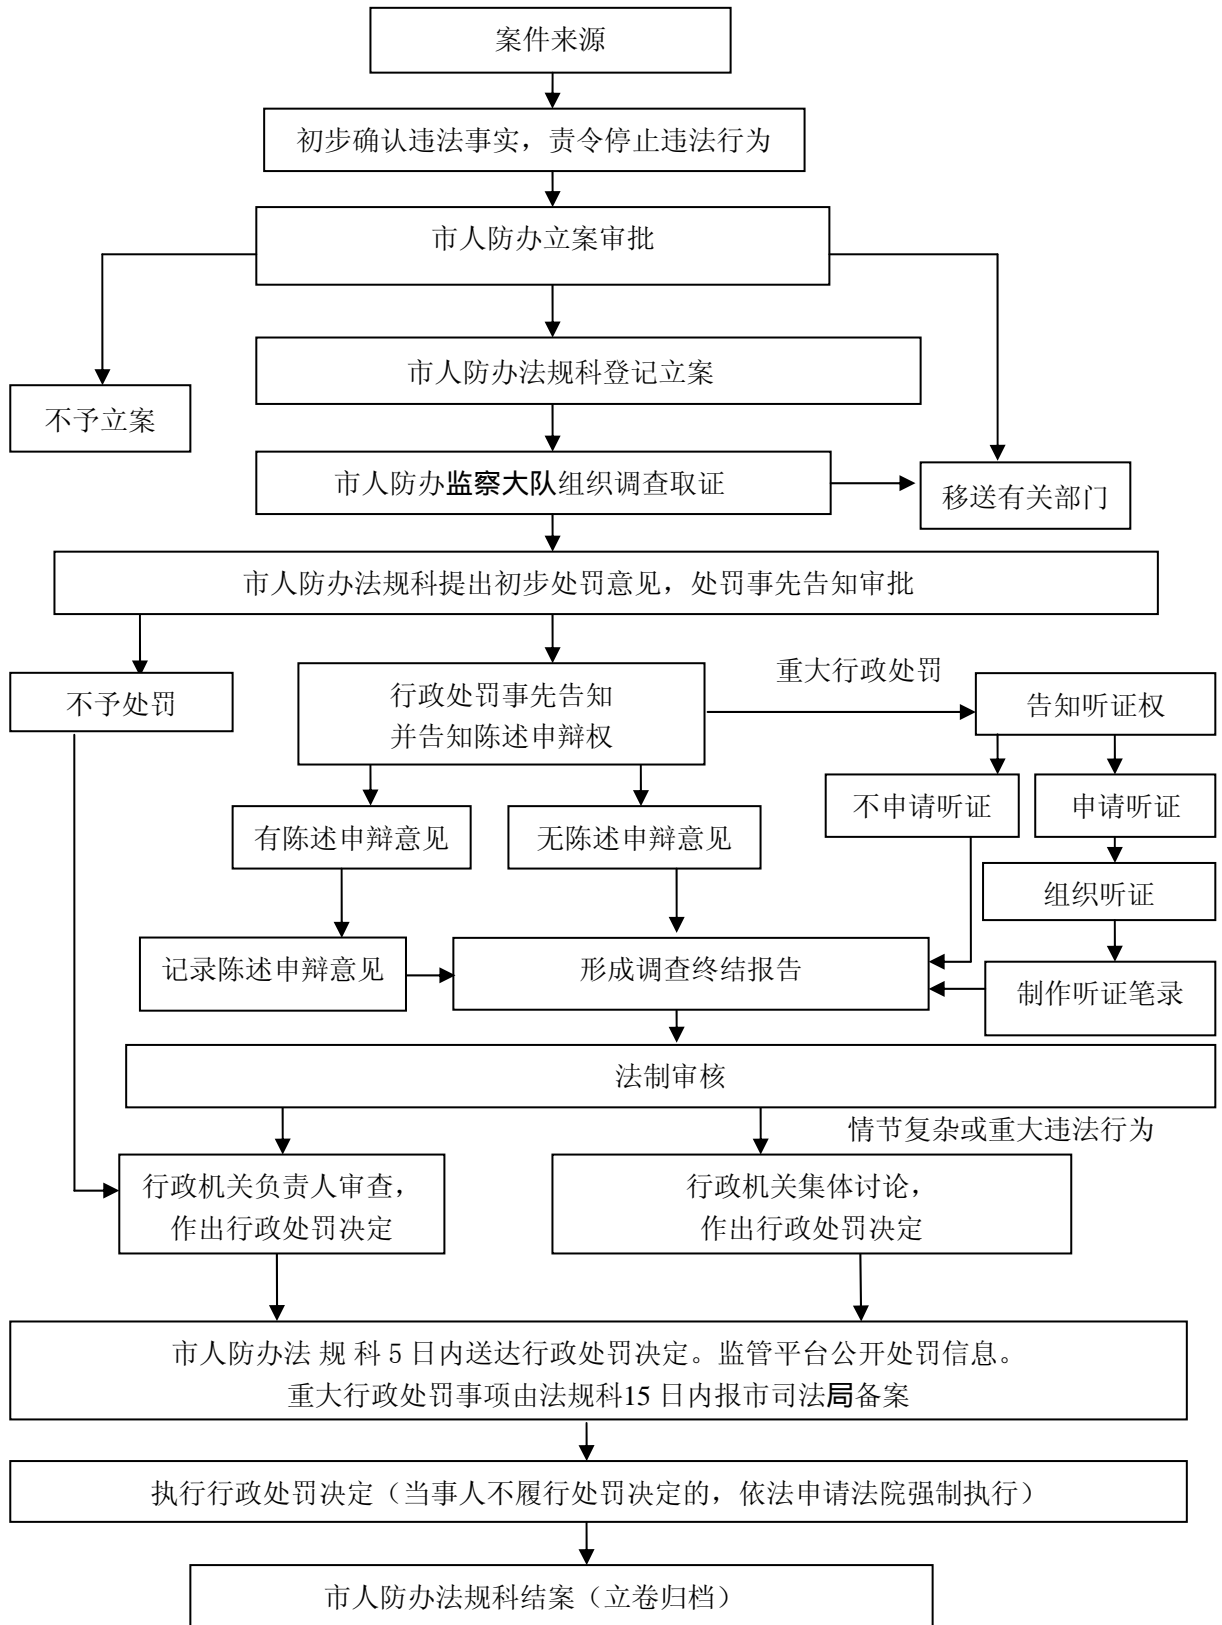 案件来源
初步确认违法事实，责令停止违法行为
市人防办立案审批
市人防办法规科登记立案
不予立案
市人防办监察大队组织调查取证
移送有关部门
市人防办法规科提出初步处罚意见，处罚事先告知审批
不予处罚
行政处罚事先告知
并告知陈述申辩权
重大行政处罚
告知听证权
不申请听证
申请听证
有陈述申辩意见
无陈述申辩意见
组织听证
记录陈述申辩意见
形成调查终结报告
制作听证笔录
法制审核
情节复杂或重大违法行为
行政机关负责人审查，
作出行政处罚决定
行政机关集体讨论，
作出行政处罚决定
市人防办法 规 科 5 日内送达行政处罚决定。监管平台公开处罚信息。
重大行政处罚事项由法规科15 日内报市司法局备案
执行行政处罚决定（当事人不履行处罚决定的，依法申请法院强制执行）
市人防办法规科结案（立卷归档）